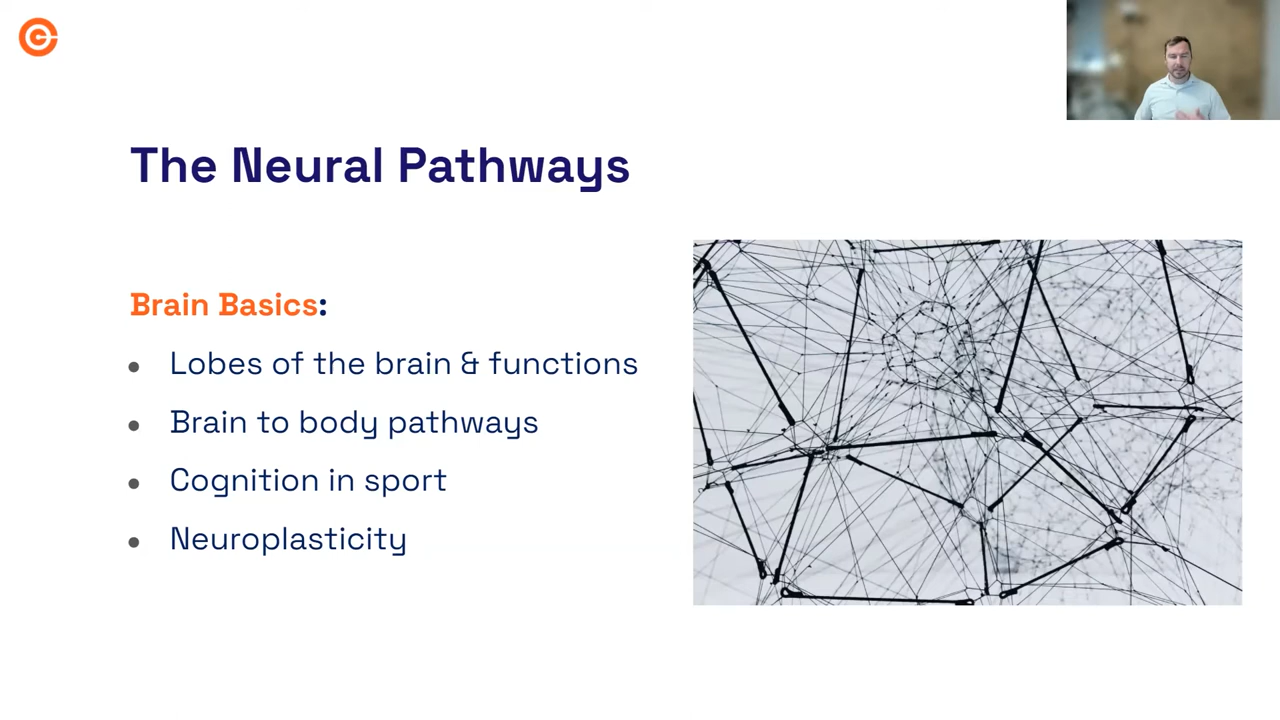 The Neural Pathways
Brain Basics:
Lobes of the brain & functions
Brain to body pathways
Cognition in sport
Neuroplasticity